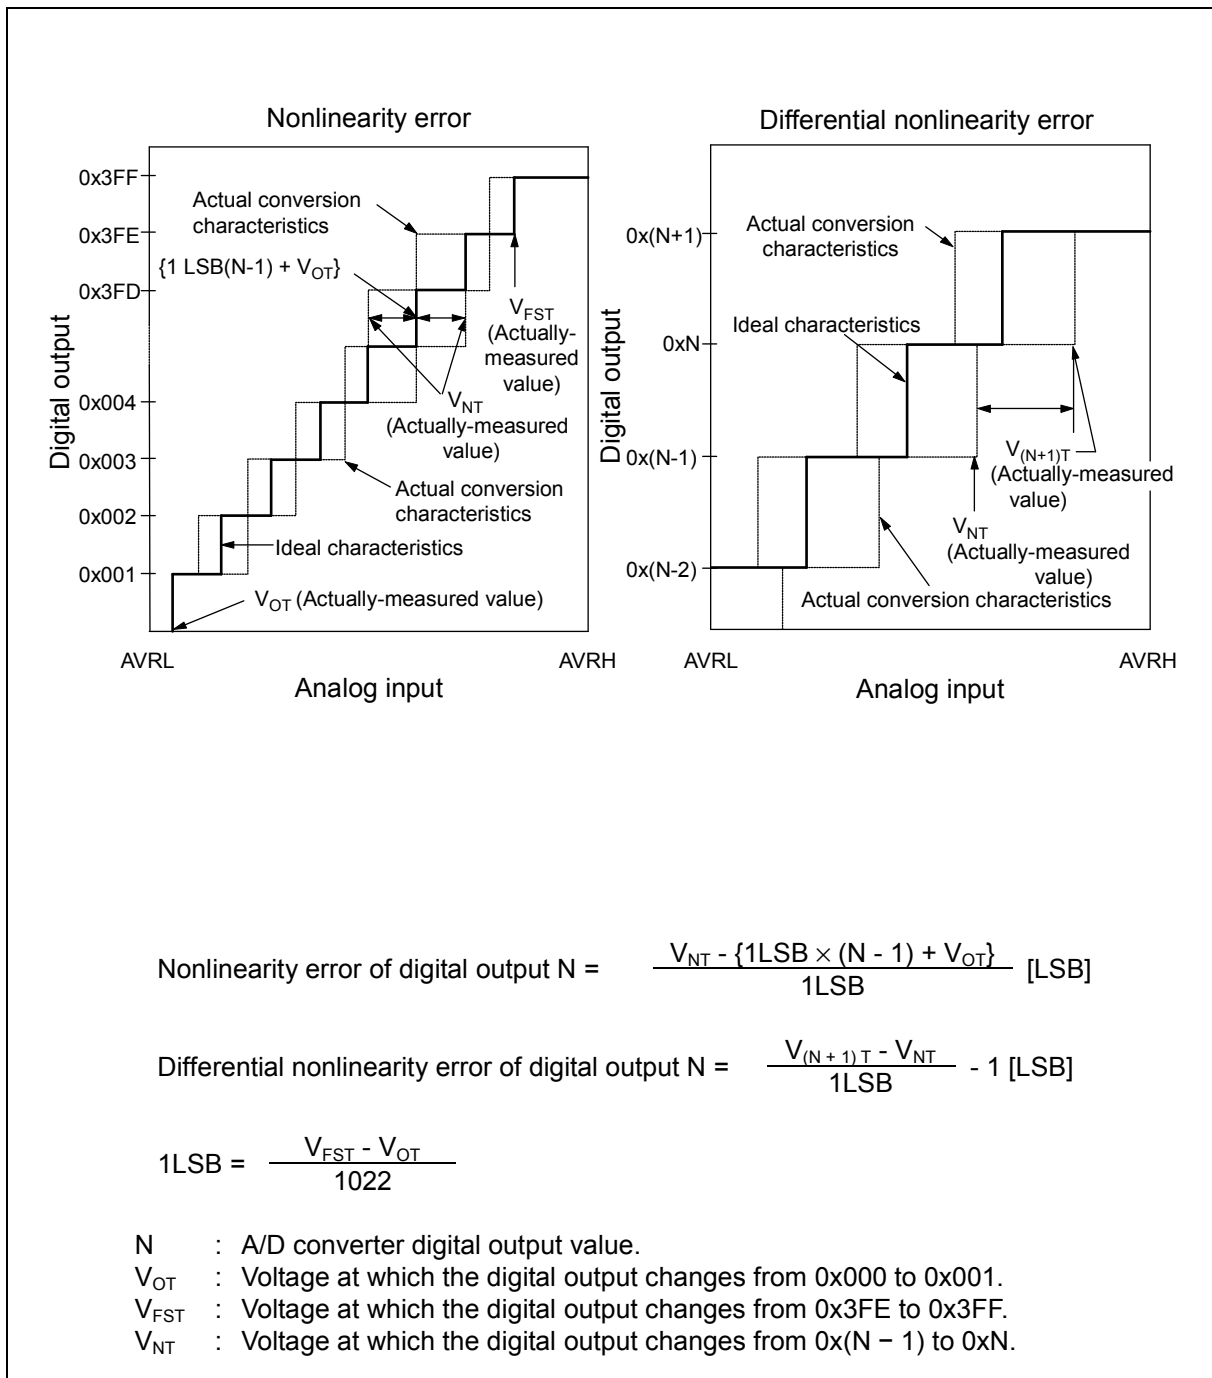 Nonlinearity error
0x3FF
0x3FE
0x3FD
0x004
0x003
0x002
0x001
Digital output
Actual conversion
characteristics
{1 LSB(N-1) + VOT}
VFST
(Actually-
measured
value)
VNT
(Actually-measured
value)
Actual conversion
characteristics
Ideal characteristics
VOT (Actually-measured value)
AVRL
AVRH
Analog input
Differential nonlinearity error
0x(N+1)
0xN
0x(N-1)
0x(N-2)
Digital output
Actual conversion
characteristics
Ideal characteristics
V(N+1)T
(Actually-measured
value)
VNT
(Actually-measured
value)
Actual conversion characteristics
AVRL
AVRH
Analog input
Nonlinearity error of digital output N =
VNT - {1LSB × (N - 1) + VOT}
1LSB
[LSB]
Differential nonlinearity error of digital output N =
V(N + 1) T - VNT
1LSB
- 1 [LSB]
1LSB =
VFST - VOT
1022
N : A/D converter digital output value.
VOT : Voltage at which the digital output changes from 0x000 to 0x001.
VFST : Voltage at which the digital output changes from 0x3FE to 0x3FF.
VNT : Voltage at which the digital output changes from 0x(N − 1) to 0xN.